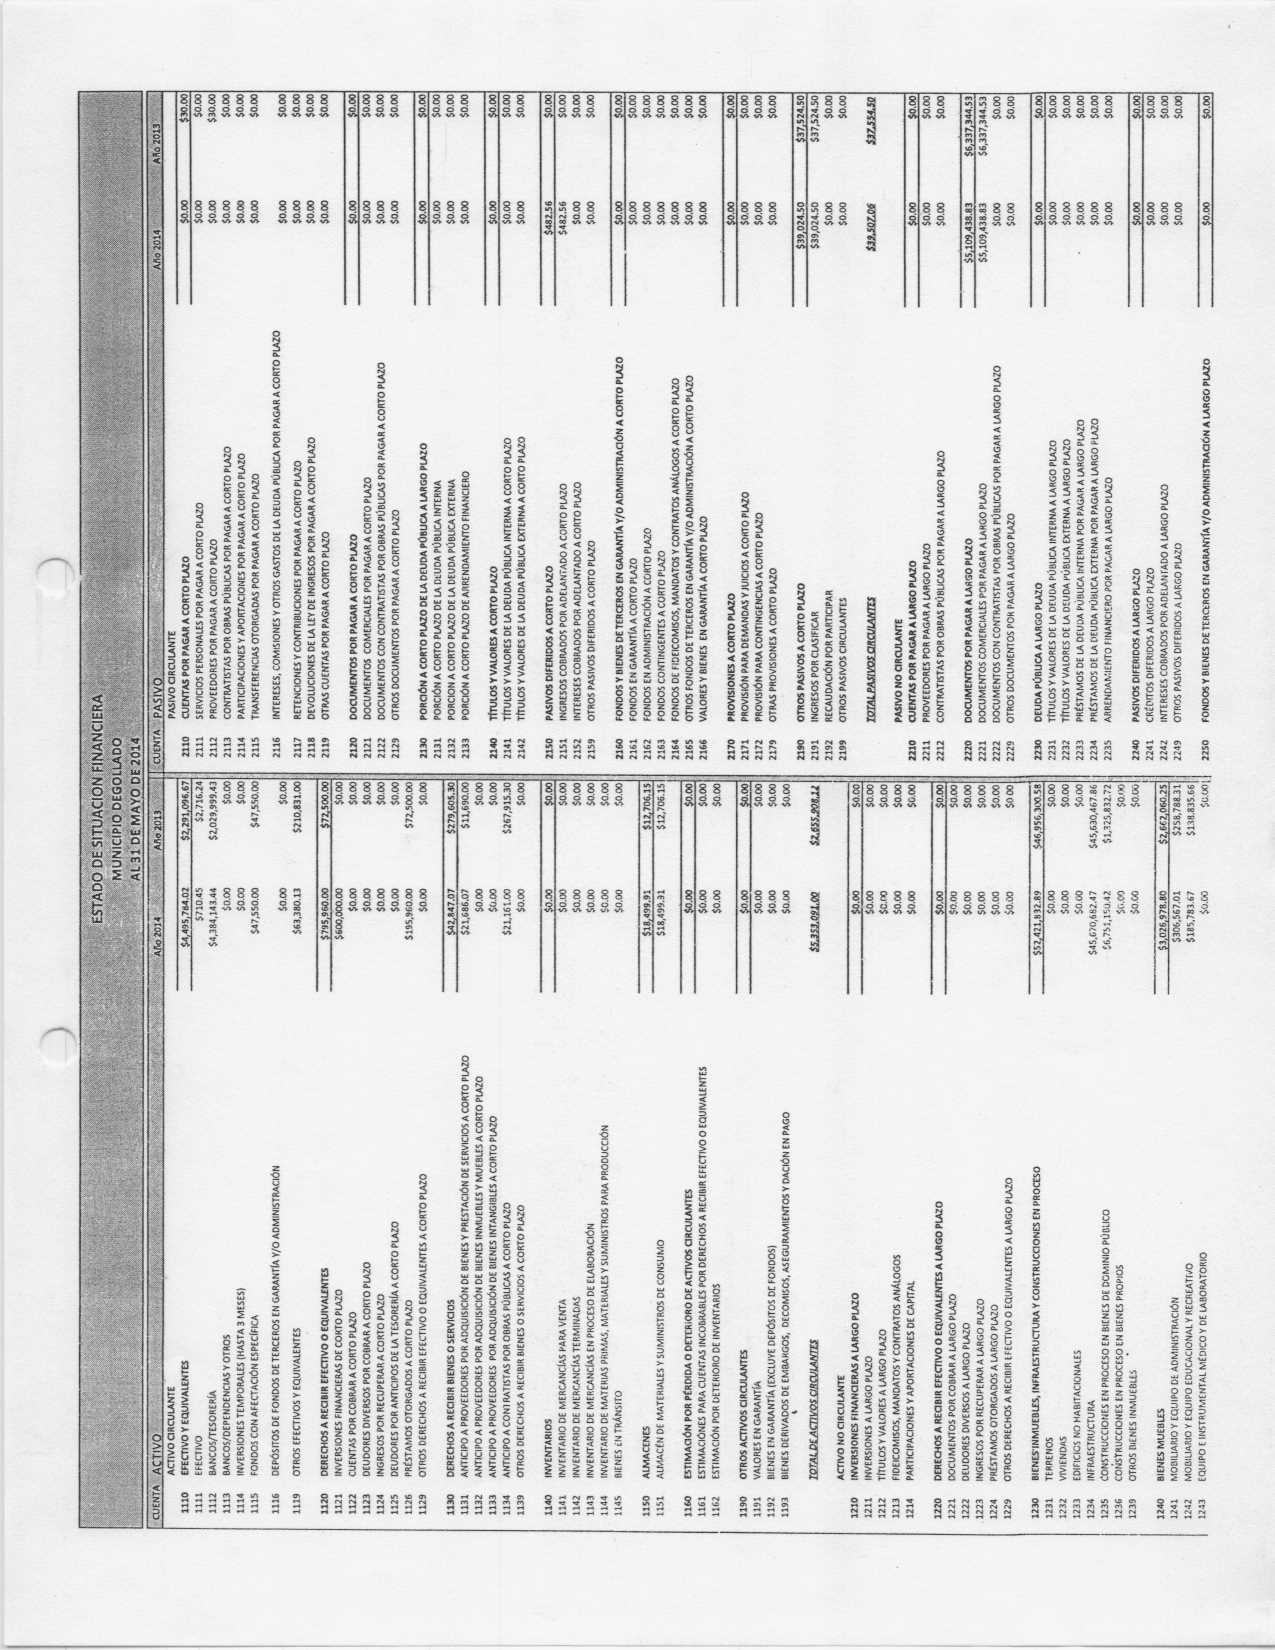 ESTADO DE SITUACION FINANCIERA
MUNICIPIO DEGOLLADO
AL 31 DE MAYO DE 2014
CUENTA ACTIVO Año 2014 Año 2013
ACTIVO CIRCULANTE
1110 EFECTIVO Y EQUIVALENTES $4,495,784.02 $2,291,096.67
1111 EFECTIVO $710.45 $2,716.24
1112 BANCOS/TESORERÍA $4,384,143.44 $2,029,999.43
1113 BANCOS/DEPENDENCIAS Y OTROS $0.00 $0.00
1114 INVERSIONES TEMPORALES (HASTA 3 MESES) $0.00 $0.00
1115 FONDOS CON AFECTACIÓN ESPECÍFICA $47,550.00 $47,550.00
1116 DEPÓSITOS DE FONDOS DE TERCEROS EN GARANTÍA Y/O ADMINISTRACIÓN $0.00 $0.00
1119 OTROS EFECTIVOS Y EQUIVALENTES $63,380.13 $210,831.00
1120 DERECHOS A RECIBIR EFECTIVO O EQUIVALENTES $795,960.00 $72,500.00
1121 INVERSIONES FINANCIERAS DE CORTO PLAZO $600,000.00 $0.00
1122 CUENTAS POR COBRAR A CORTO PLAZO $0.00 $0.00
1123 DEUDORES DIVERSOS POR COBRAR A CORTO PLAZO $0.00 $0.00
1124 INGRESOS POR RECUPERAR A CORTO PLAZO $0.00 $0.00
1125 DEUDORES POR ANTICIPOS DE LA TESORERÍA A CORTO PLAZO $0.00 $0.00
1126 PRÉSTAMOS OTORGADOS A CORTO PLAZO $195,960.00 $72,500.00
1129 OTROS DERECHOS A RECIBIR EFECTIVO O EQUIVALENTES A CORTO PLAZO $0.00 $0.00
1130 DERECHOS A RECIBIR BIENES O SERVICIOS $42,847.07 $279,605.30
1131 ANTICIPO A PROVEEDORES POR ADQUISICIÓN DE BIENES Y PRESTACIÓN DE SERVICIOS A CORTO PLAZO $21,686.07 $11,690.00
1132 ANTICIPO A PROVEEDORES POR ADQUISICIÓN DE BIENES INMUEBLES Y MUEBLES A CORTO PLAZO $0.00 $0.00
1133 ANTICIPO A PROVEEDORES POR ADQUISICIÓN DE BIENES INTANGIBLES A CORTO PLAZO $0.00 $0.00
1134 ANTICIPO A CONTRATISTAS POR OBRAS PÚBLICAS A CORTO PLAZO $21,161.00 $267,915.30
1139 OTROS DERECHOS A RECIBIR BIENES O SERVICIOS A CORTO PLAZO $0.00 $0.00
1140 INVENTARIOS $0.00 $0.00
1141 INVENTARIO DE MERCANCÍAS PARA VENTA $0.00 $0.00
1142 INVENTARIO DE MERCANCÍAS TERMINADAS $0.00 $0.00
1143 INVENTARIO DE MERCANCÍAS EN PROCESO DE ELABORACIÓN $0.00 $0.00
1144 INVENTARIO DE MATERIAS PRIMAS, MATERIALES Y SUMINISTROS PARA PRODUCCIÓN $0.00 $0.00
1145 BIENES EN TRÁNSITO $0.00 $0.00
1150 ALMACENES $18,499.91 $12,706.15
1151 ALMACÉN DE MATERIALES Y SUMINISTROS DE CONSUMO $18,499.91 $12,706.15
1160 ESTIMACIÓN POR PÉRDIDA O DETERIORO DE ACTIVOS CIRCULANTES $0.00 $0.00
1161 ESTIMACIONES PARA CUENTAS INCOBRABLES POR DERECHOS A RECIBIR EFECTIVO O EQUIVALENTES $0.00 $0.00
1162 ESTIMACIÓN POR DETERIORO DE INVENTARIOS $0.00 $0.00
1190 OTROS ACTIVOS CIRCULANTES $0.00 $0.00
1191 VALORES EN GARANTÍA $0.00 $0.00
1192 BIENES EN GARANTÍA (EXCLUYE DEPÓSITOS DE FONDOS) $0.00 $0.00
1193 BIENES DERIVADOS DE EMBARGOS, DECOMISOS, ASEGURAMIENTOS Y DACIÓN EN PAGO $0.00 $0.00
TOTAL DE ACTIVOS CIRCULANTES $5,353,091.00 $2,655,908.12
ACTIVO NO CIRCULANTE
1210 INVERSIONES FINANCIERAS A LARGO PLAZO $0.00 $0.00
1211 INVERSIONES A LARGO PLAZO $0.00 $0.00
1212 TÍTULOS Y VALORES A LARGO PLAZO $0.00 $0.00
1213 FIDEICOMISOS, MANDATOS Y CONTRATOS ANÁLOGOS $0.00 $0.00
1214 PARTICIPACIONES Y APORTACIONES DE CAPITAL $0.00 $0.00
1220 DERECHOS A RECIBIR EFECTIVO O EQUIVALENTES A LARGO PLAZO $0.00 $0.00
1221 DOCUMENTOS POR COBRAR A LARGO PLAZO $0.00 $0.00
1222 DEUDORES DIVERSOS A LARGO PLAZO $0.00 $0.00
1223 INGRESOS POR RECUPERAR A LARGO PLAZO $0.00 $0.00
1224 PRÉSTAMOS OTORGADOS A LARGO PLAZO $0.00 $0.00
1229 OTROS DERECHOS A RECIBIR EFECTIVO O EQUIVALENTES A LARGO PLAZO $0.00 $0.00
1230 BIENES INMUEBLES, INFRAESTRUCTURA Y CONSTRUCCIONES EN PROCESO $52,421,832.89 $46,956,300.58
1231 TERRENOS $0.00 $0.00
1232 VIVIENDAS $0.00 $0.00
1233 EDIFICIOS NO HABITACIONALES $0.00 $0.00
1234 INFRAESTRUCTURA $45,670,682.47 $45,630,467.86
1235 CONSTRUCCIONES EN PROCESO EN BIENES DE DOMINIO PÚBLICO $6,751,150.42 $1,325,832.72
1236 CONSTRUCCIONES EN PROCESO EN BIENES PROPIOS $0.00 $0.00
1239 OTROS BIENES INMUEBLES $0.00 $0.00
1240 BIENES MUEBLES $3,026,978.80 $2,662,060.25
1241 MOBILIARIO Y EQUIPO DE ADMINISTRACIÓN $306,567.01 $258,788.31
1242 MOBILIARIO Y EQUIPO EDUCACIONAL Y RECREATIVO $185,783.67 $138,835.66
1243 EQUIPO E INSTRUMENTAL MÉDICO Y DE LABORATORIO $0.00 $0.00
CUENTA PASIVO Año 2014 Año 2013
PASIVO CIRCULANTE
2110 CUENTAS POR PAGAR A CORTO PLAZO $0.00 $30.00
2111 SERVICIOS PERSONALES POR PAGAR A CORTO PLAZO $0.00 $0.00
2112 PROVEEDORES POR PAGAR A CORTO PLAZO $0.00 $30.00
2113 CONTRATISTAS POR OBRAS PÚBLICAS POR PAGAR A CORTO PLAZO $0.00 $0.00
2114 PARTICIPACIONES Y APORTACIONES POR PAGAR A CORTO PLAZO $0.00 $0.00
2115 TRANSFERENCIAS OTORGADAS POR PAGAR A CORTO PLAZO $0.00 $0.00
2116 INTERESES, COMISIONES Y OTROS GASTOS DE LA DEUDA PÚBLICA POR PAGAR A CORTO PLAZO $0.00 $0.00
2117 RETENCIONES Y CONTRIBUCIONES POR PAGAR A CORTO PLAZO $0.00 $0.00
2118 DEVOLUCIONES DE LA LEY DE INGRESOS POR PAGAR A CORTO PLAZO $0.00 $0.00
2119 OTRAS CUENTAS POR PAGAR A CORTO PLAZO $0.00 $0.00
2120 DOCUMENTOS POR PAGAR A CORTO PLAZO $0.00 $0.00
2121 DOCUMENTOS COMERCIALES POR PAGAR A CORTO PLAZO $0.00 $0.00
2122 DOCUMENTOS CON CONTRATISTAS POR OBRAS PÚBLICAS POR PAGAR A CORTO PLAZO $0.00 $0.00
2129 OTROS DOCUMENTOS POR PAGAR A CORTO PLAZO $0.00 $0.00
2130 PORCIÓN A CORTO PLAZO DE LA DEUDA PÚBLICA A LARGO PLAZO $0.00 $0.00
2131 PORCIÓN A CORTO PLAZO DE LA DEUDA PÚBLICA INTERNA $0.00 $0.00
2132 PORCION A CORTO PLAZO DE LA DEUDA PÚBLICA EXTERNA $0.00 $0.00
2133 PORCIÓN A CORTO PLAZO DE ARRENDAMIENTO FINANCIERO $0.00 $0.00
2140 TÍTULOS Y VALORES A CORTO PLAZO $0.00 $0.00
2141 TÍTULOS Y VALORES DE LA DEUDA PÚBLICA INTERNA A CORTO PLAZO $0.00 $0.00
2142 TÍTULOS Y VALORES DE LA DEUDA PÚBLICA EXTERNA A CORTO PLAZO $0.00 $0.00
2150 PASIVOS DIFERIDOS A CORTO PLAZO $482.56 $0.00
2151 INGRESOS COBRADOS POR ADELANTADO A CORTO PLAZO $482.56 $0.00
2152 INTERESES COBRADOS POR ADELANTADO A CORTO PLAZO $0.00 $0.00
2159 OTROS PASIVOS DIFERIDOS A CORTO PLAZO $0.00 $0.00
2160 FONDOS Y BIENES DE TERCEROS EN GARANTÍA Y/O ADMINISTRACIÓN A CORTO PLAZO $0.00 $0.00
2161 FONDOS EN GARANTÍA A CORTO PLAZO $0.00 $0.00
2162 FONDOS EN ADMINISTRACIÓN A CORTO PLAZO $0.00 $0.00
2163 FONDOS CONTINGENTES A CORTO PLAZO $0.00 $0.00
2164 FONDOS DE FIDEICOMISOS, MANDATOS Y CONTRATOS ANÁLOGOS A CORTO PLAZO $0.00 $0.00
2165 OTROS FONDOS DE TERCEROS EN GARANTÍA Y/O ADMINISTRACIÓN A CORTO PLAZO $0.00 $0.00
2166 VALORES Y BIENES EN GARANTÍA A CORTO PLAZO $0.00 $0.00
2170 PROVISIONES A CORTO PLAZO $0.00 $0.00
2171 PROVISIÓN PARA DEMANDAS Y JUICIOS A CORTO PLAZO $0.00 $0.00
2172 PROVISIÓN PARA CONTINGENCIAS A CORTO PLAZO $0.00 $0.00
2179 OTRAS PROVISIONES A CORTO PLAZO $0.00 $0.00
2190 OTROS PASIVOS A CORTO PLAZO $39,024.50 $37,524.50
2191 INGRESOS POR CLASIFICAR $39,024.50 $37,524.50
2192 RECAUDACIÓN POR PARTICIPAR $0.00 $0.00
2199 OTROS PASIVOS CIRCULANTES $0.00 $0.00
TOTAL PASIVOS CIRCULANTES $39,507.06 $37,554.50
PASIVO NO CIRCULANTE
2210 CUENTAS POR PAGAR A LARGO PLAZO $0.00 $0.00
2211 PROVEEDORES POR PAGAR A LARGO PLAZO $0.00 $0.00
2212 CONTRATISTAS POR OBRAS PÚBLICAS POR PAGAR A LARGO PLAZO $0.00 $0.00
2220 DOCUMENTOS POR PAGAR A LARGO PLAZO $5,109,438.83 $6,337,344.53
2221 DOCUMENTOS COMERCIALES POR PAGAR A LARGO PLAZO $5,109,438.83 $6,337,344.53
2222 DOCUMENTOS CON CONTRATISTAS POR OBRAS PÚBLICAS POR PAGAR A LARGO PLAZO $0.00 $0.00
2229 OTROS DOCUMENTOS POR PAGAR A LARGO PLAZO $0.00 $0.00
2230 DEUDA PÚBLICA A LARGO PLAZO $0.00 $0.00
2231 TÍTULOS Y VALORES DE LA DEUDA PÚBLICA INTERNA A LARGO PLAZO $0.00 $0.00
2232 TÍTULOS Y VALORES DE LA DEUDA PÚBLICA EXTERNA A LARGO PLAZO $0.00 $0.00
2233 PRÉSTAMOS DE LA DEUDA PÚBLICA INTERNA POR PAGAR A LARGO PLAZO $0.00 $0.00
2234 PRÉSTAMOS DE LA DEUDA PÚBLICA EXTERNA POR PAGAR A LARGO PLAZO $0.00 $0.00
2235 ARRENDAMIENTO FINANCIERO POR PAGAR A LARGO PLAZO $0.00 $0.00
2240 PASIVOS DIFERIDOS A LARGO PLAZO $0.00 $0.00
2241 CRÉDITOS DIFERIDOS A LARGO PLAZO $0.00 $0.00
2242 INTERESES COBRADOS POR ADELANTADO A LARGO PLAZO $0.00 $0.00
2249 OTROS PASIVOS DIFERIDOS A LARGO PLAZO $0.00 $0.00
2250 FONDOS Y BIENES DE TERCEROS EN GARANTÍA Y/O ADMINISTRACIÓN A LARGO PLAZO $0.00 $0.00